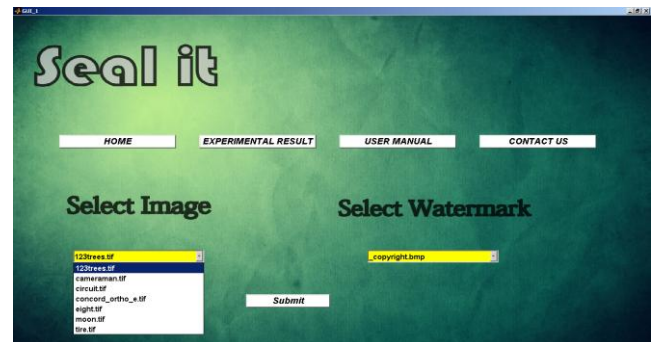 GUI_1
Seal it
HOME
EXPERIMENTAL RESULT
USER MANUAL
CONTACT US
Select Image
Select Watermark
123trees.tif
_copyright.bmp
123trees.tif
cameraman.tif
circuit.tif
concord_ortho_e.tif
eight.tif
moon.tif
tire.tif
Submit